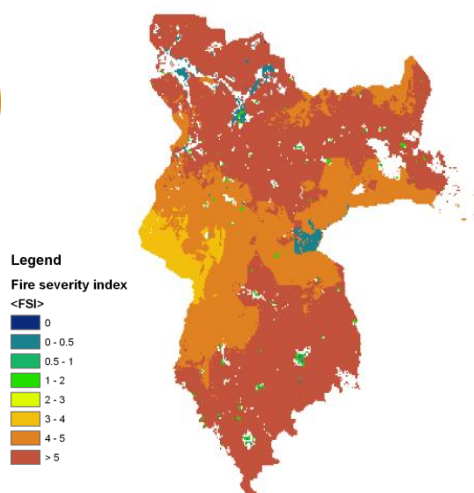 Legend
Fire severity index
<FSI>
0
0 - 0.5
0.5 - 1
1 - 2
2 - 3
3 - 4
4 - 5
> 5